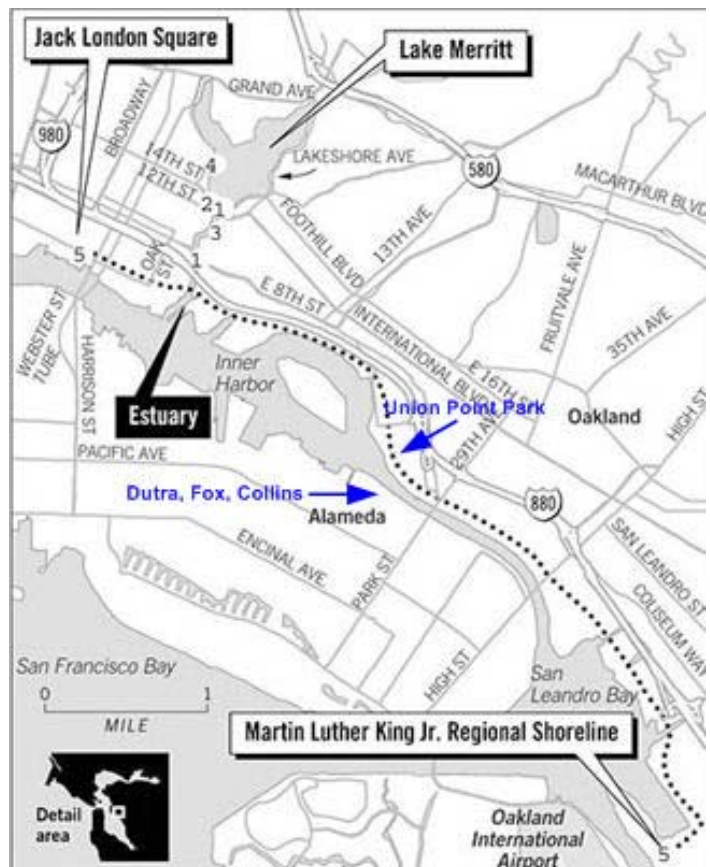 Jack London Square
Lake Merritt
GRAND AVE
BROADWAY
980
14TH ST
4
LAKESHORE AVE
580
MACARTHUR BLVD
12TH ST
2
1
3
FOOTHILL BLVD
13TH AVE
5
OAK ST
1
E 8TH ST
FRUITVALE AVE
35TH AVE
WEBSTER ST
TUBE
HARRISON ST
INTERNATIONAL BLVD
E 16TH ST
Inner
Harbor
Estuary
Union Point Park
Oakland
HIGH ST
29TH AVE
PACIFIC AVE
Dutra, Fox, Collins
Alameda
880
ENCINAL AVE
PARK ST
SAN LEANDRO ST
COLISEUM WAY
San Francisco Bay
0
1
MILE
HIGH ST
San
Leandro Bay
Martin Luther King Jr. Regional Shoreline
Detail
area
Oakland
International
Airport
5